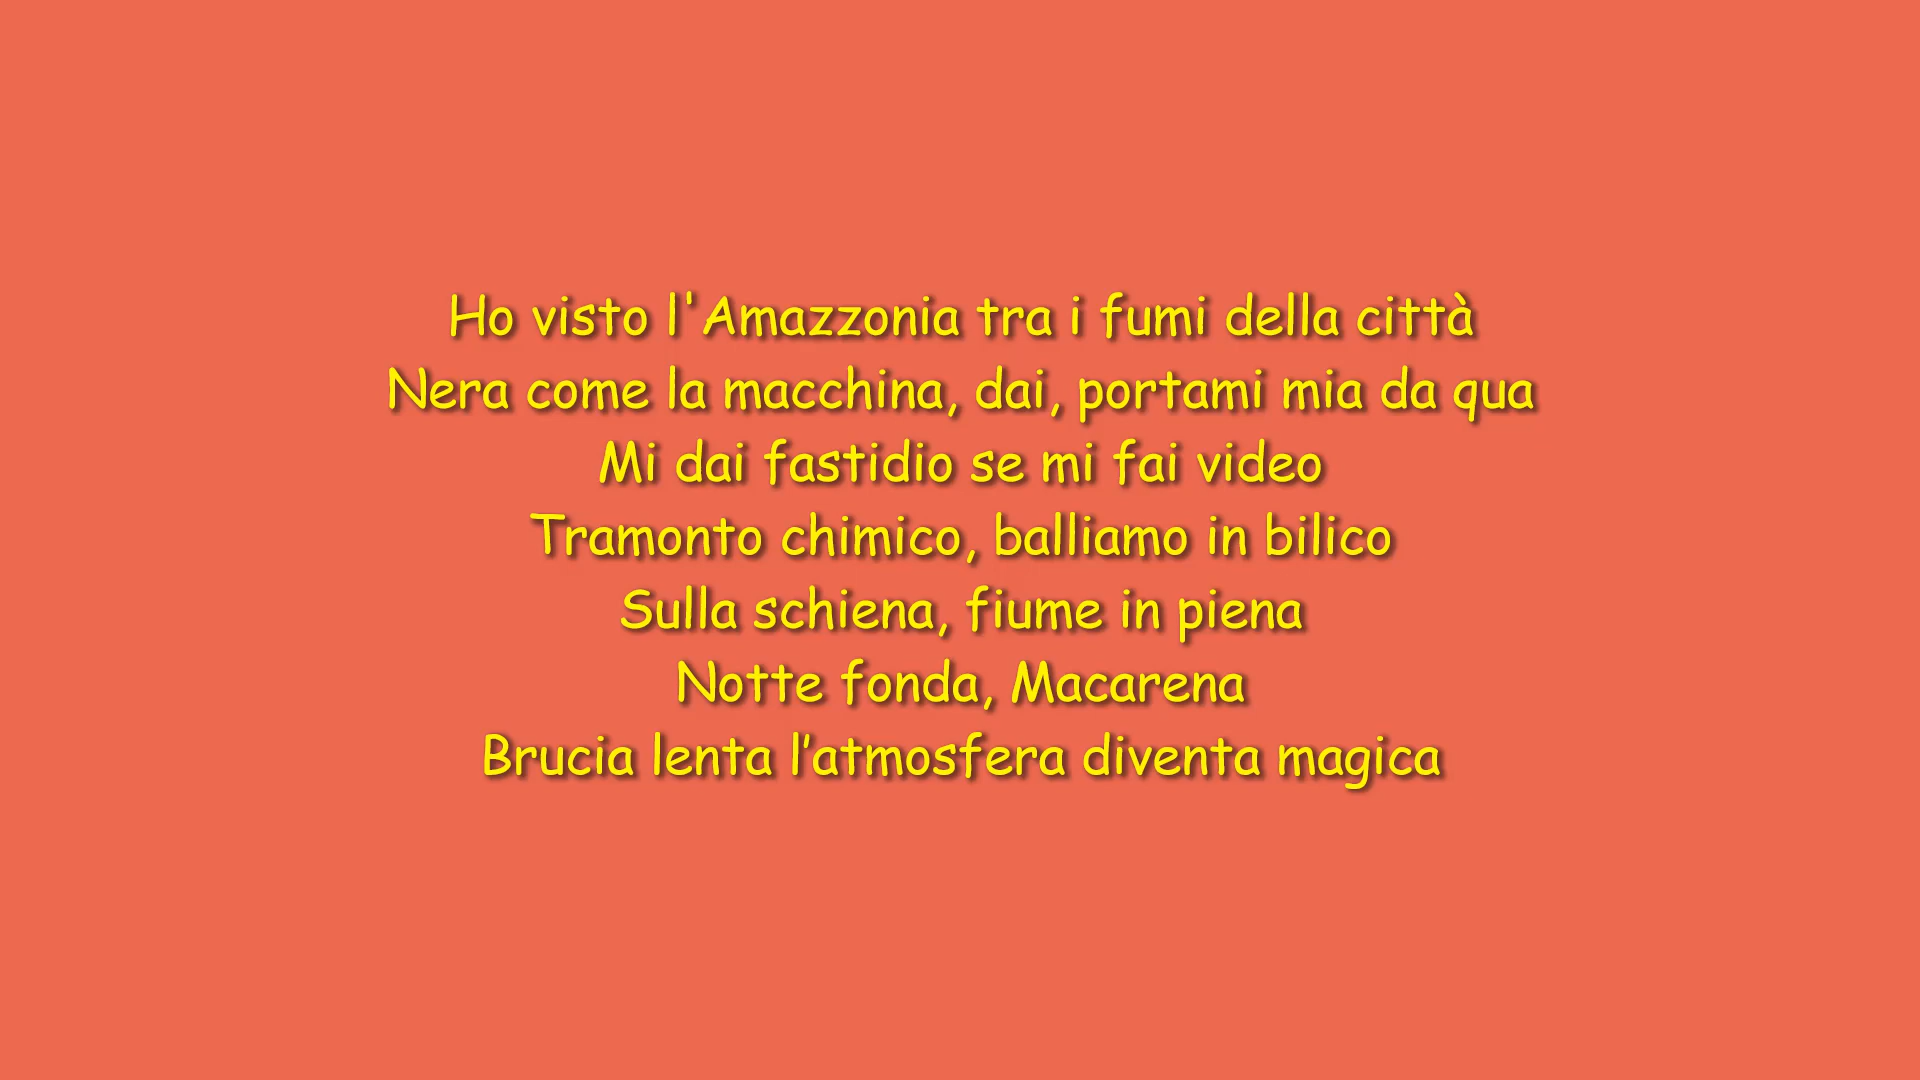 Ho visto l'Amazzonia tra i fumi della città
Nera come la macchina, dai, portami mia da qua
Mi dai fastidio se mi fai video
Tramonto chimico, balliamo in bilico
Sulla schiena, fiume in piena
Notte fonda, Macarena
Brucia lenta l’atmosfera diventa magica